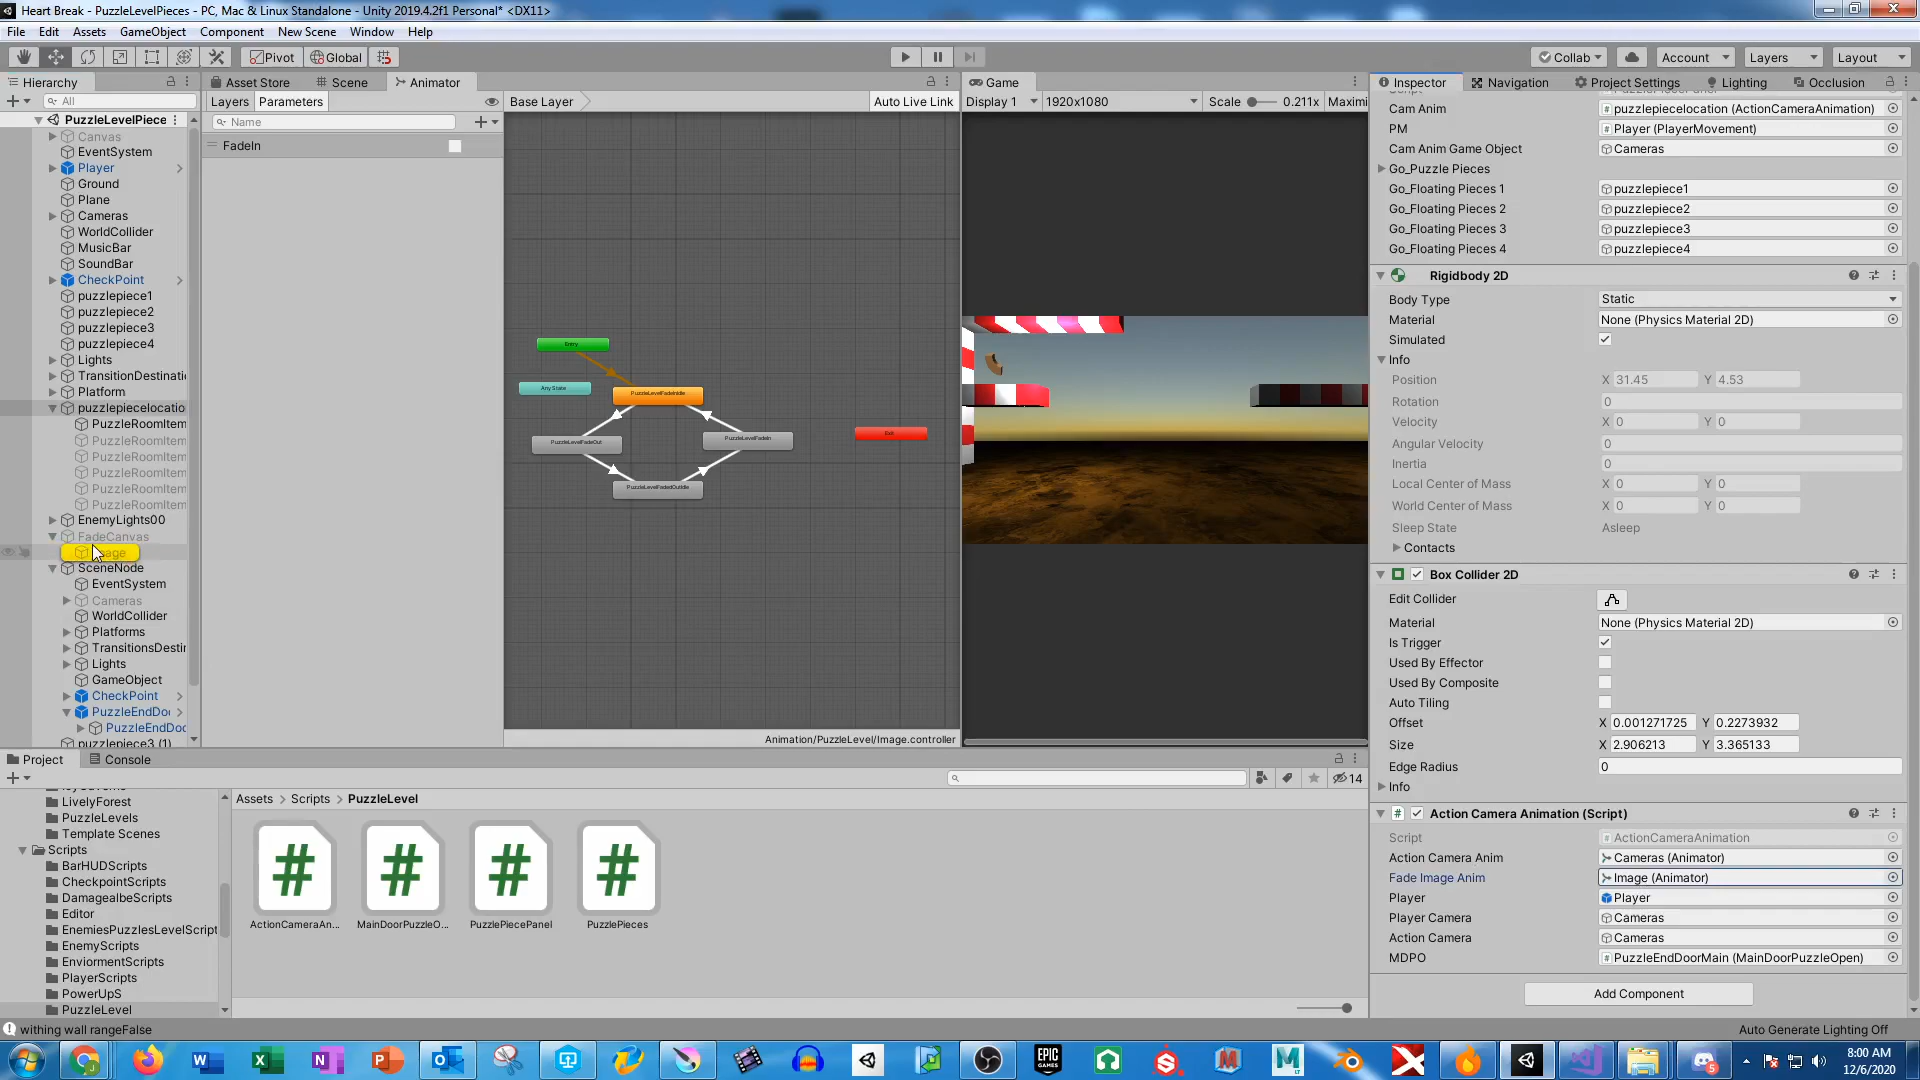 Heart Break - PuzzleLevelPieces - PC, Mac & Linux Standalone - Unity 2019.4.2f1 Personal* <DX11>
File Edit Assets GameObject Component New Scene Window Help
Pivot Global Collab Account Layers Layout
Hierarchy
All
PuzzleLevelPiece
Canvas
EventSystem
Player
Ground
Plane
Cameras
WorldCollider
MusicBar
SoundBar
CheckPoint
puzzlepiece1
puzzlepiece2
puzzlepiece3
puzzlepiece4
Lights
TransitionDestinati
Platform
puzzlepiecelocatio
PuzzleRoomItem
PuzzleRoomItem
PuzzleRoomItem
PuzzleRoomItem
PuzzleRoomItem
PuzzleRoomItem
EnemyLights00
FadeCanvas
SceneNode
EventSystem
Cameras
WorldCollider
Platforms
TransitionsDestir
Lights
GameObject
CheckPoint
PuzzleEndDo
PuzzleEndDoc
puzzlepiece3 (1)
Asset Store Scene Animator
Layers Parameters Base Layer Auto Live Link
Name
FadeIn
Entry
Any State
PuzzleLevelFadeInIdle
PuzzleLevelFadeOut
PuzzleLevelFadeIn
Exit
PuzzleLevelFadedOutIdle
Animation/PuzzleLevel/Image.controller
Game
Display 1 1920x1080 Scale 0.211x Maximi
Inspector Navigation Project Settings Lighting Occlusion
Cam Anim puzzlepiecelocation (ActionCameraAnimation)
PM Player (PlayerMovement)
Cam Anim Game Object Cameras
Go_Puzzle Pieces
Go_Floating Pieces 1 puzzlepiece1
Go_Floating Pieces 2 puzzlepiece2
Go_Floating Pieces 3 puzzlepiece3
Go_Floating Pieces 4 puzzlepiece4
Rigidbody 2D
Body Type Static
Material None (Physics Material 2D)
Simulated
Info
Position X 31.45 Y 4.53
Rotation 0
Velocity X 0 Y 0
Angular Velocity 0
Inertia 0
Local Center of Mass X 0 Y 0
World Center of Mass X 0 Y 0
Sleep State Asleep
Contacts
Box Collider 2D
Edit Collider
Material None (Physics Material 2D)
Is Trigger
Used By Effector
Used By Composite
Auto Tiling
Offset X 0.001271725 Y 0.2273932
Size X 2.906213 Y 3.365133
Edge Radius 0
Info
Action Camera Animation (Script)
Script ActionCameraAnimation
Action Camera Anim Cameras (Animator)
Fade Image Anim Image (Animator)
Player Player
Player Camera Cameras
Action Camera Cameras
MDPO PuzzleEndDoorMain (MainDoorPuzzleOpen)
Add Component
Project Console
14
LivelyForest
PuzzleLevels
Template Scenes
Scripts
BarHUDScripts
CheckpointScripts
DamagealbeScripts
Editor
EnemiesPuzzlesLevelScript
EnemyScripts
EnviormentScripts
PlayerScripts
PowerUpS
PuzzleLevel
Assets > Scripts > PuzzleLevel
ActionCameraAn...
MainDoorPuzzleO...
PuzzlePiecePanel
PuzzlePieces
withing wall rangeFalse
Auto Generate Lighting Off
8:00 AM
12/6/2020